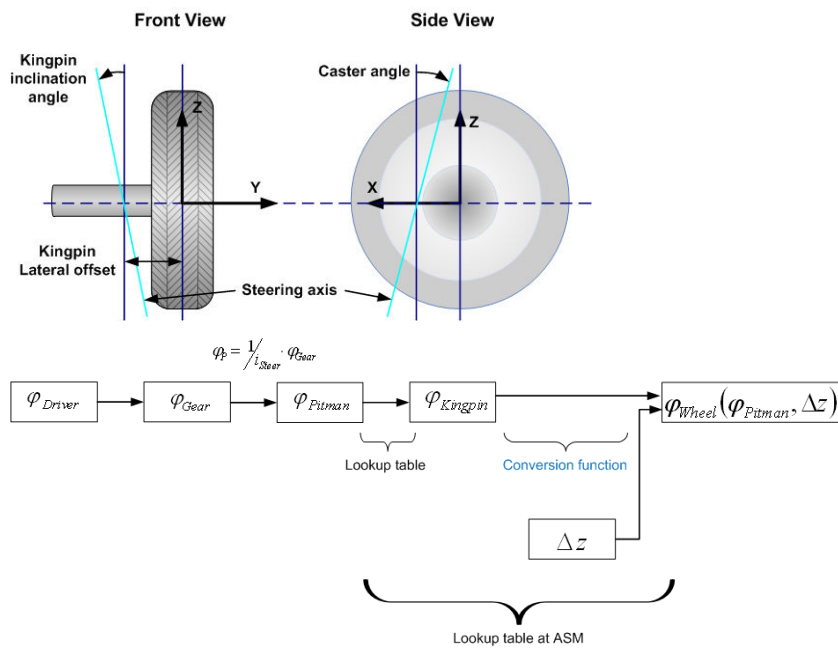 Front View
Side View
Kingpin
inclination
angle
Caster angle
Z
Z
Y
X
Kingpin
Lateral offset
Steering axis
φP = 1/iSteer · φGear
φDriver
φGear
φPitman
φKingpin
φWheel(φPitman, Δz)
Lookup table
Conversion function
Δz
Lookup table at ASM